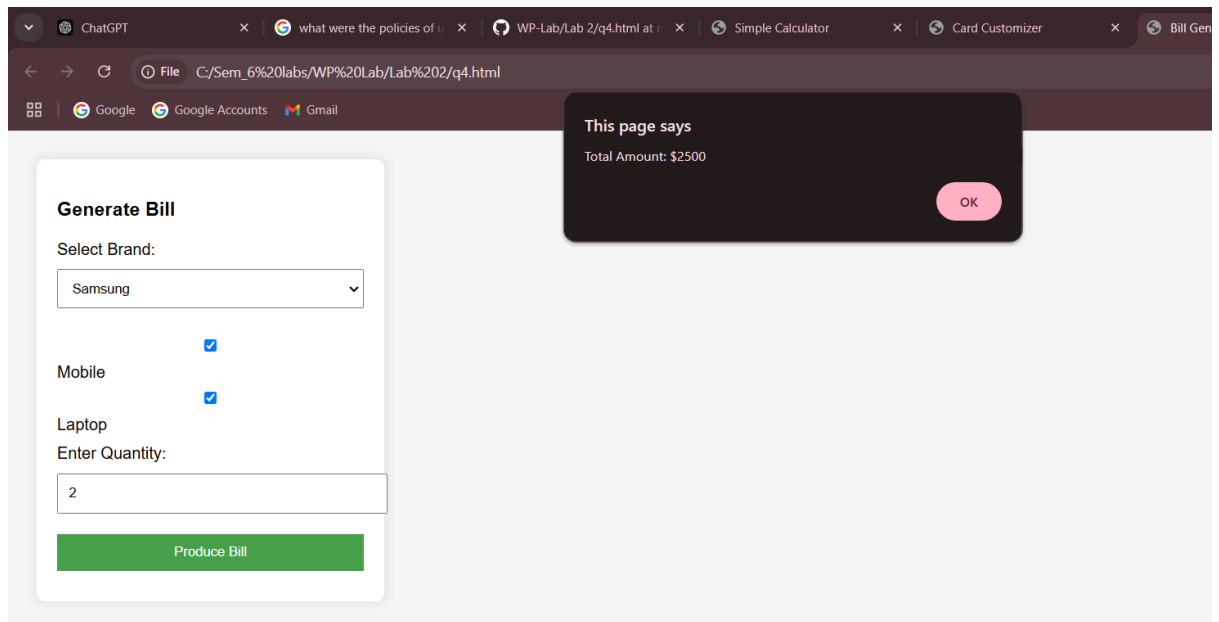 ChatGPT
what were the policies of u
WP-Lab/Lab 2/q4.html at n
Simple Calculator
Card Customizer
Bill Gen
File C:/Sem_6%20labs/WP%20Lab/Lab%202/q4.html
Google
Google Accounts
Gmail
This page says
Total Amount: $2500
OK
Generate Bill
Select Brand:
Samsung
Mobile
Laptop
Enter Quantity:
2
Produce Bill